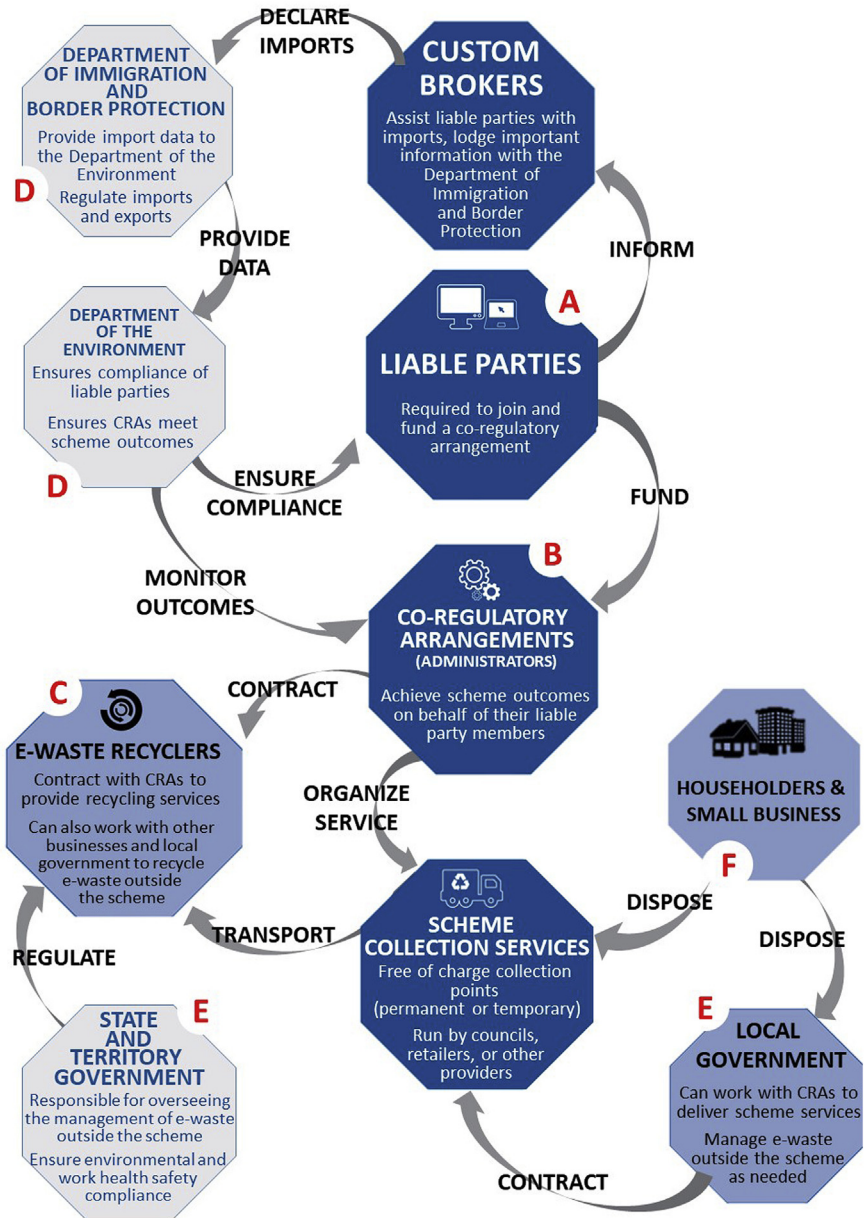 DECLARE
IMPORTS
DEPARTMENT
OF IMMIGRATION
AND
BORDER PROTECTION
Provide import data to
the Department of the
Environment
Regulate imports
and exports
D
CUSTOM
BROKERS
Assist liable parties with
imports, lodge important
information with the
Department of
Immigration
and Border
Protection
PROVIDE
DATA
INFORM
DEPARTMENT
OF THE
ENVIRONMENT
Ensures compliance of
liable parties
Ensures CRAs meet
scheme outcomes
D
A
LIABLE PARTIES
Required to join and
fund a co-regulatory
arrangement
ENSURE
COMPLIANCE
FUND
MONITOR
OUTCOMES
B
CO-REGULATORY
ARRANGEMENTS
(ADMINISTRATORS)
Achieve scheme outcomes
on behalf of their liable
party members
CONTRACT
C
E-WASTE RECYCLERS
Contract with CRAs to
provide recycling services
Can also work with other
businesses and local
government to recycle
e-waste outside
the scheme
ORGANIZE
SERVICE
HOUSEHOLDERS &
SMALL BUSINESS
F
DISPOSE
DISPOSE
TRANSPORT
SCHEME
COLLECTION SERVICES
Free of charge collection
points
(permanent or temporary)
Run by councils,
retailers, or other
providers
REGULATE
E
STATE
AND
TERRITORY
GOVERNMENT
Responsible for overseeing
the management of e-waste
outside the scheme
Ensure environmental and
work health safety
compliance
E
LOCAL
GOVERNMENT
Can work with CRAs to
deliver scheme services
Manage e-waste
outside the scheme
as needed
CONTRACT